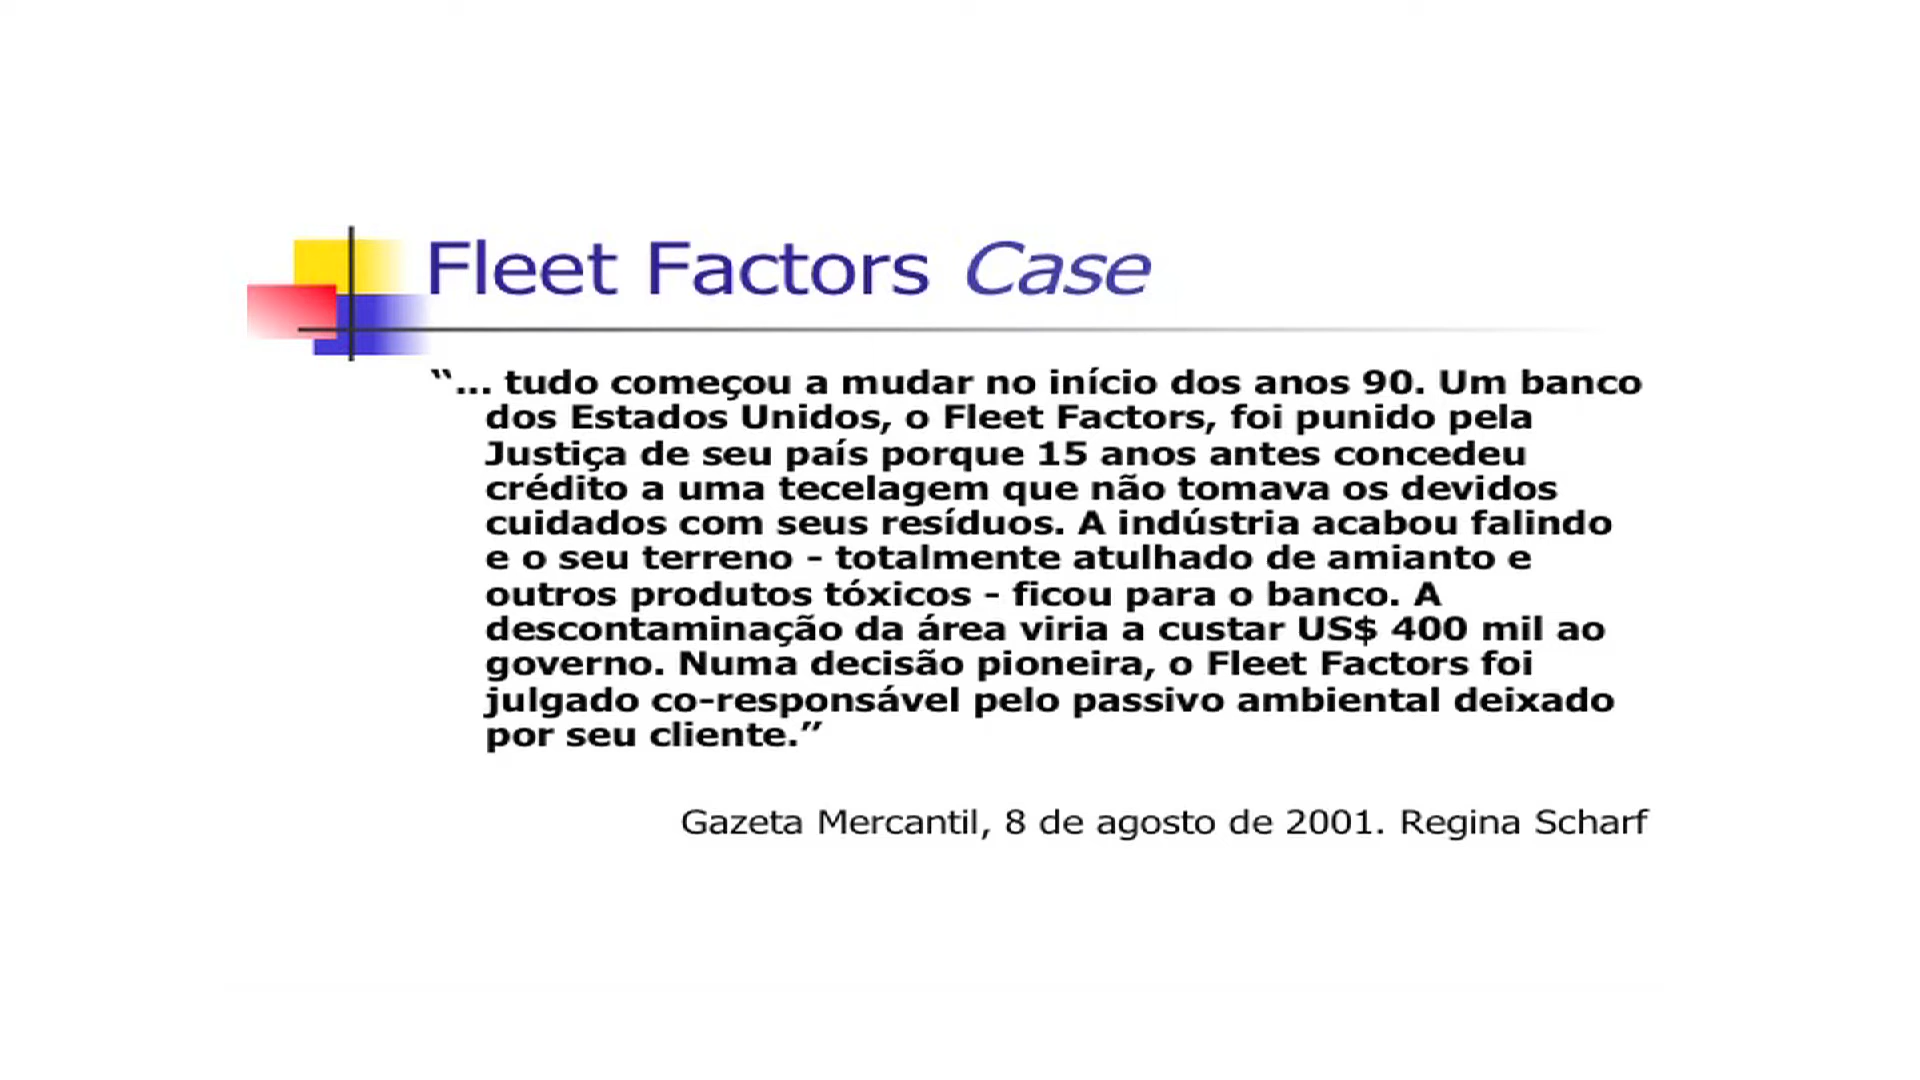 Fleet Factors Case
“... tudo começou a mudar no início dos anos 90. Um banco
dos Estados Unidos, o Fleet Factors, foi punido pela
Justiça de seu país porque 15 anos antes concedeu
crédito a uma tecelagem que não tomava os devidos
cuidados com seus resíduos. A indústria acabou falindo
e o seu terreno - totalmente atulhado de amianto e
outros produtos tóxicos - ficou para o banco. A
descontaminação da área viria a custar US$ 400 mil ao
governo. Numa decisão pioneira, o Fleet Factors foi
julgado co-responsável pelo passivo ambiental deixado
por seu cliente.”
Gazeta Mercantil, 8 de agosto de 2001. Regina Scharf